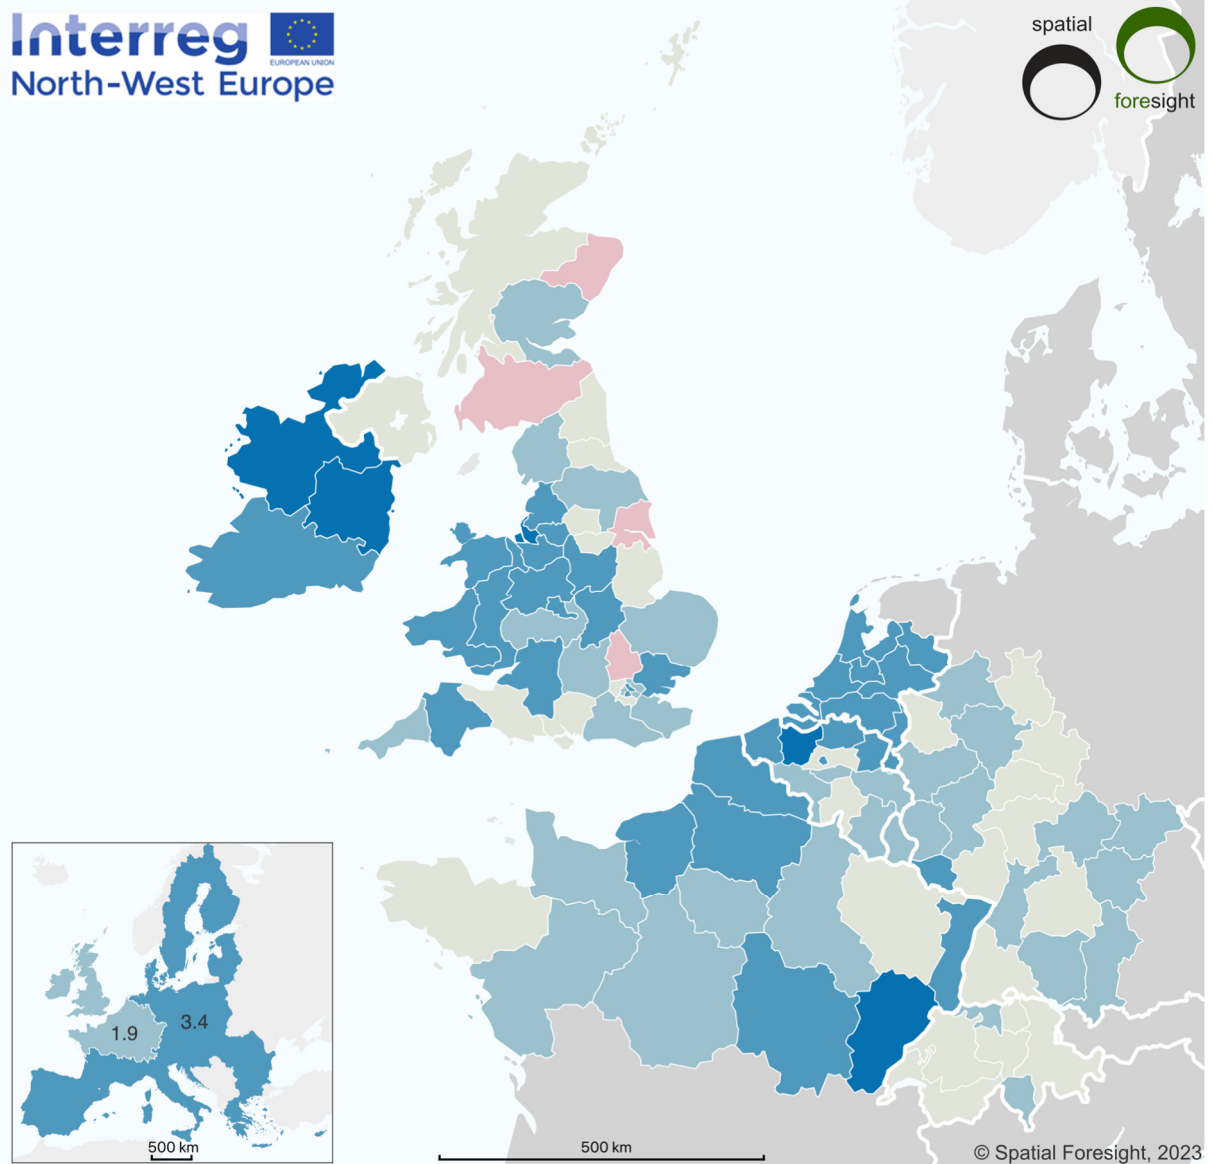 Interreg
EUROPEAN UNION
North-West Europe
spatial
foresight
1.9
3.4
500 km
500 km
© Spatial Foresight, 2023